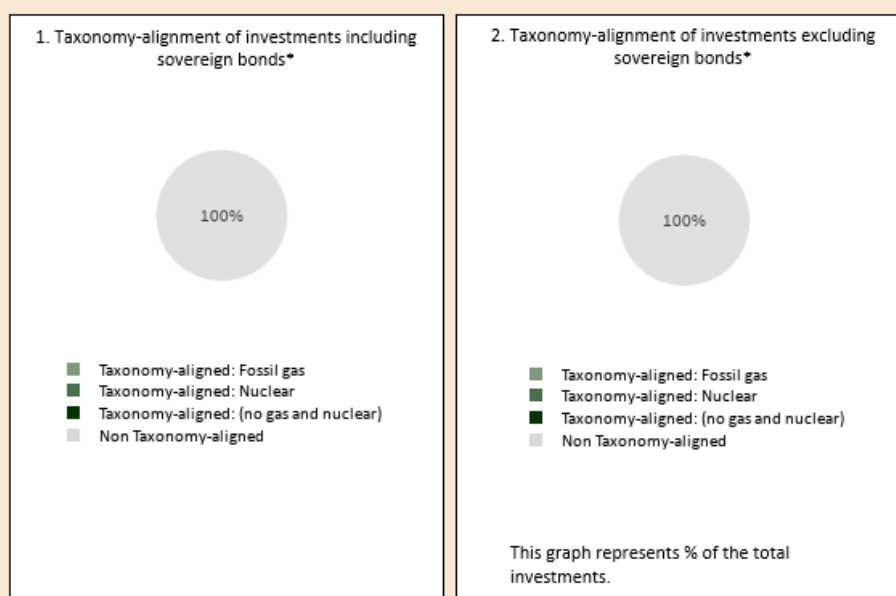 1. Taxonomy-alignment of investments including
sovereign bonds*
100%
Taxonomy-aligned: Fossil gas
Taxonomy-aligned: Nuclear
Taxonomy-aligned: (no gas and nuclear)
Non Taxonomy-aligned
2. Taxonomy-alignment of investments excluding
sovereign bonds*
100%
Taxonomy-aligned: Fossil gas
Taxonomy-aligned: Nuclear
Taxonomy-aligned: (no gas and nuclear)
Non Taxonomy-aligned
This graph represents % of the total
investments.